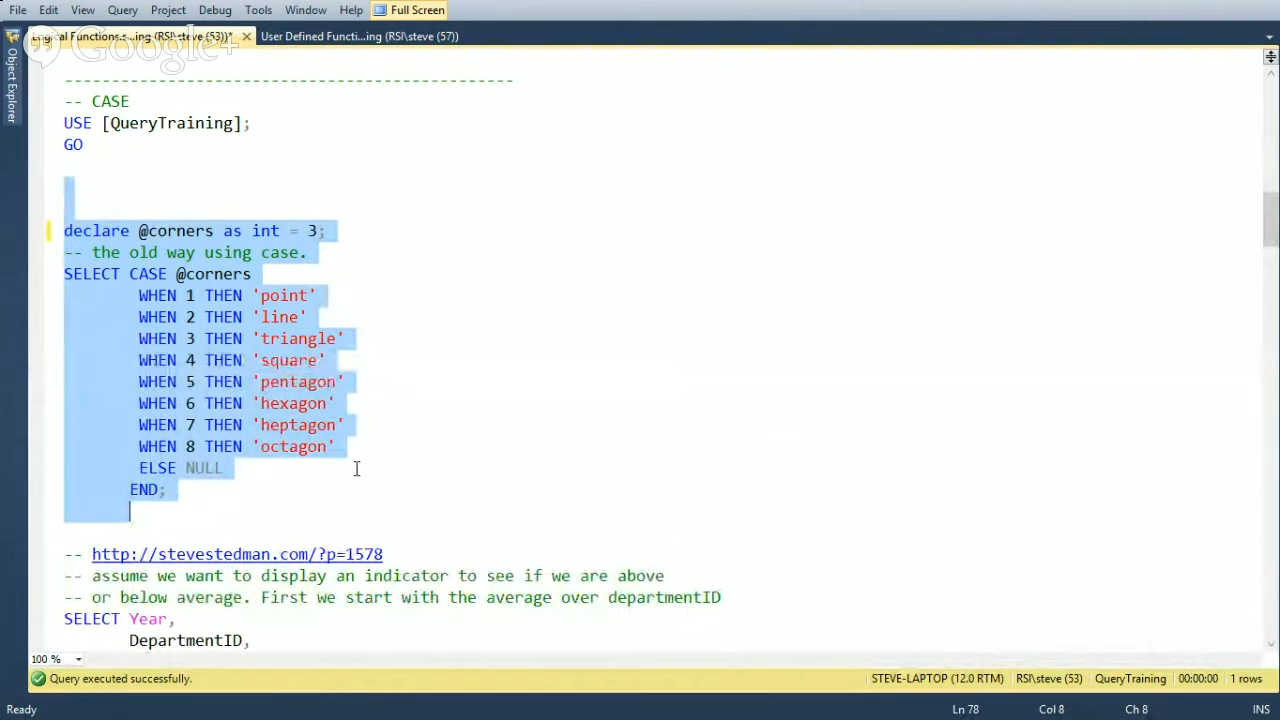 File Edit View Query Project Debug Tools Window Help Full Screen
Logical Functions.s...ing (RSI\steve (53))* User Defined Functi...ing (RSI\steve (57))
Google+
Object Explorer
------------------------------------------------
-- CASE
USE [QueryTraining];
GO
declare @corners as int = 3;
-- the old way using case.
SELECT CASE @corners
WHEN 1 THEN 'point'
WHEN 2 THEN 'line'
WHEN 3 THEN 'triangle'
WHEN 4 THEN 'square'
WHEN 5 THEN 'pentagon'
WHEN 6 THEN 'hexagon'
WHEN 7 THEN 'heptagon'
WHEN 8 THEN 'octagon'
ELSE NULL
END;
-- http://stevestedman.com/?p=1578
-- assume we want to display an indicator to see if we are above
-- or below average. First we start with the average over departmentID
SELECT Year,
DepartmentID,
100 %
Query executed successfully. STEVE-LAPTOP (12.0 RTM) RSI\steve (53) QueryTraining 00:00:00 1 rows
Ready Ln 78 Col 8 Ch 8 INS